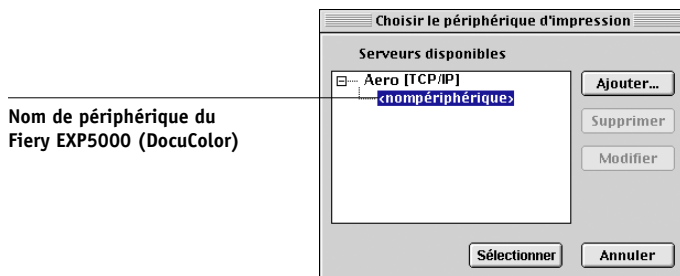 Choisir le périphérique d'impression
Serveurs disponibles
Aero [TCP/IP]
<nompériphérique>
Ajouter...
Supprimer
Modifier
Sélectionner
Annuler
Nom de périphérique du
Fiery EXP5000 (DocuColor)